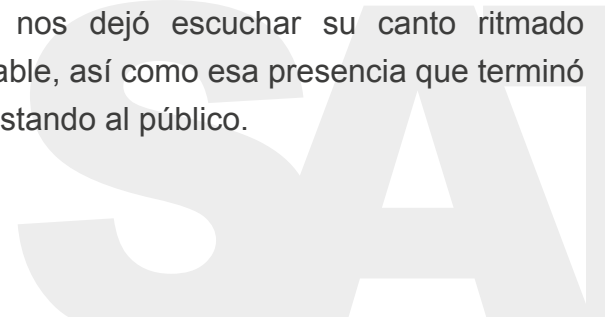 nos dejó escuchar su canto ritmado
able, así como esa presencia que terminó
stando al público.
SA